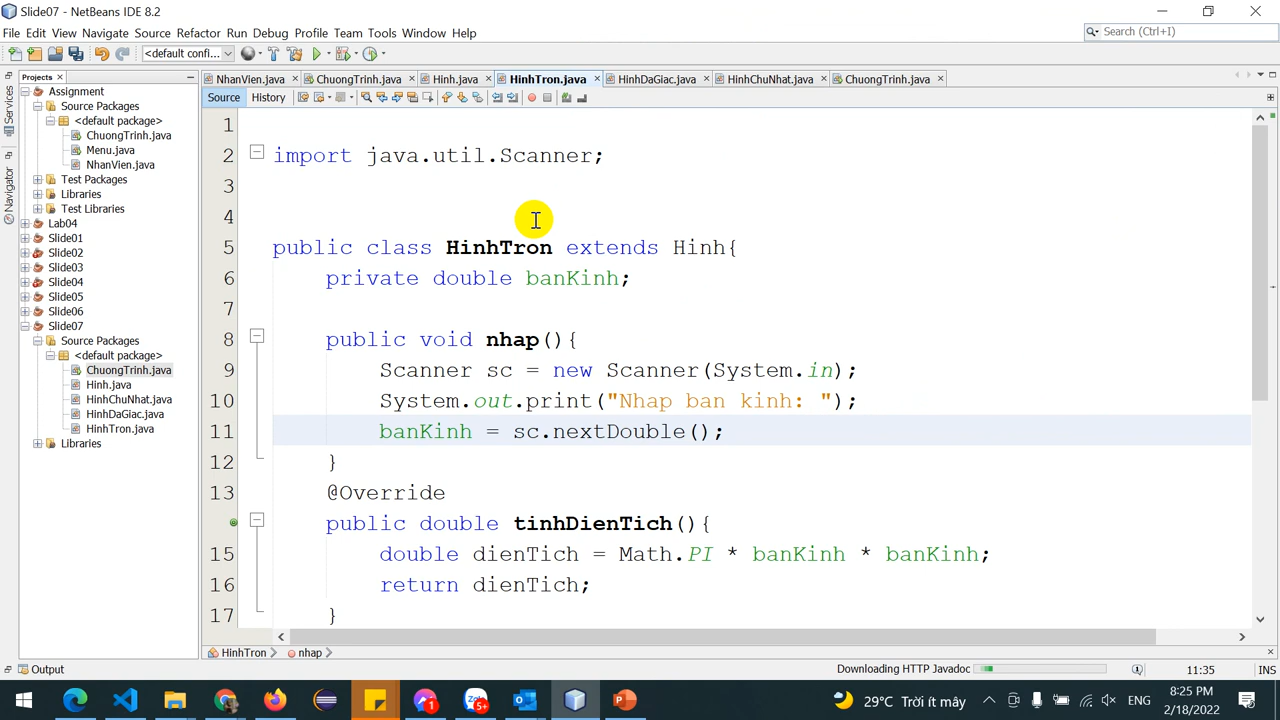 Slide07 - NetBeans IDE 8.2
File Edit View Navigate Source Refactor Run Debug Profile Team Tools Window Help
Search (Ctrl+I)
<default confi...
Projects
NhanVien.java ChuongTrinh.java Hinh.java HinhTron.java HinhDaGiac.java HinhChuNhat.java ChuongTrinh.java
Source History
Services
Navigator
Assignment
Source Packages
<default package>
ChuongTrinh.java
Menu.java
NhanVien.java
Test Packages
Libraries
Test Libraries
Lab04
Slide01
Slide02
Slide03
Slide04
Slide05
Slide06
Slide07
Source Packages
<default package>
ChuongTrinh.java
Hinh.java
HinhChuNhat.java
HinhDaGiac.java
HinhTron.java
Libraries
1
2 import java.util.Scanner;
3
4
5 public class HinhTron extends Hinh{
6 private double banKinh;
7
8 public void nhap(){
9 Scanner sc = new Scanner(System.in);
10 System.out.print("Nhap ban kinh: ");
11 banKinh = sc.nextDouble();
12 }
13 @Override
public double tinhDienTich(){
15 double dienTich = Math.PI * banKinh * banKinh;
16 return dienTich;
17 }
HinhTron nhap
Output
Downloading HTTP Javadoc
11:35 INS
1
5+
29°C Trời ít mây
ENG
8:25 PM
2/18/2022